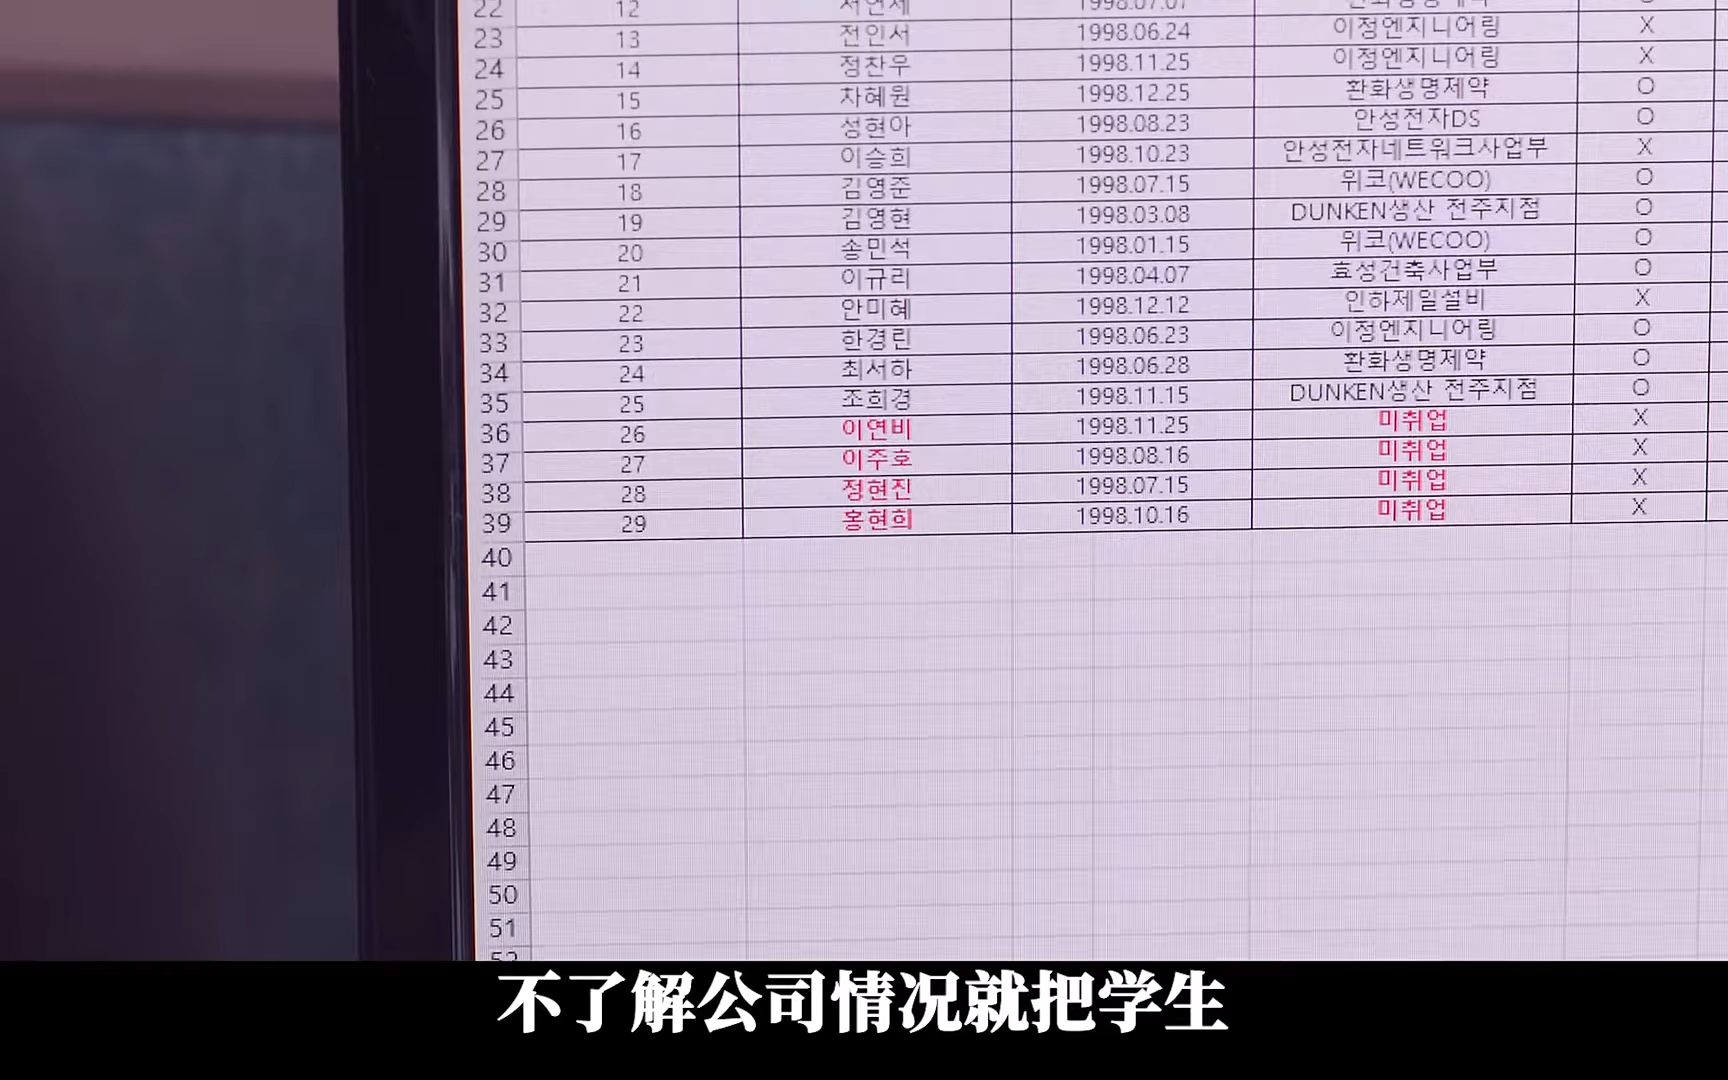 22 12 1998.07.07
23 13 전인서 1998.06.24 이정엔지니어링 X
24 14 정찬우 1998.11.25 이정엔지니어링 X
25 15 차혜원 1998.12.25 환화생명제약 O
26 16 성현아 1998.08.23 안성전자DS O
27 17 이승희 1998.10.23 안성전자네트워크사업부 X
28 18 김영준 1998.07.15 위코(WECOO) O
29 19 김영현 1998.03.08 DUNKEN생산 전주지점 O
30 20 송민석 1998.01.15 위코(WECOO) O
31 21 이규리 1998.04.07 효성건축사업부 O
32 22 안미혜 1998.12.12 인하제일설비 X
33 23 한경린 1998.06.23 이정엔지니어링 O
34 24 최서하 1998.06.28 환화생명제약 O
35 25 조희경 1998.11.15 DUNKEN생산 전주지점 O
36 26 이연비 1998.11.25 미취업 X
37 27 이주호 1998.08.16 미취업 X
38 28 정현진 1998.07.15 미취업 X
39 29 홍현희 1998.10.16 미취업 X
40
41
42
43
44
45
46
47
48
49
50
51
52
不了解公司情况就把学生